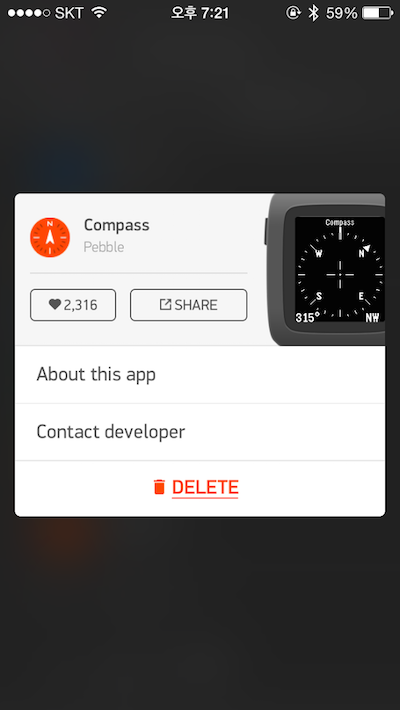 SKT 오후 7:21 59%
Compass
Pebble
2,316
SHARE
Compass
W N
S E
315° NW
About this app
Contact developer
DELETE